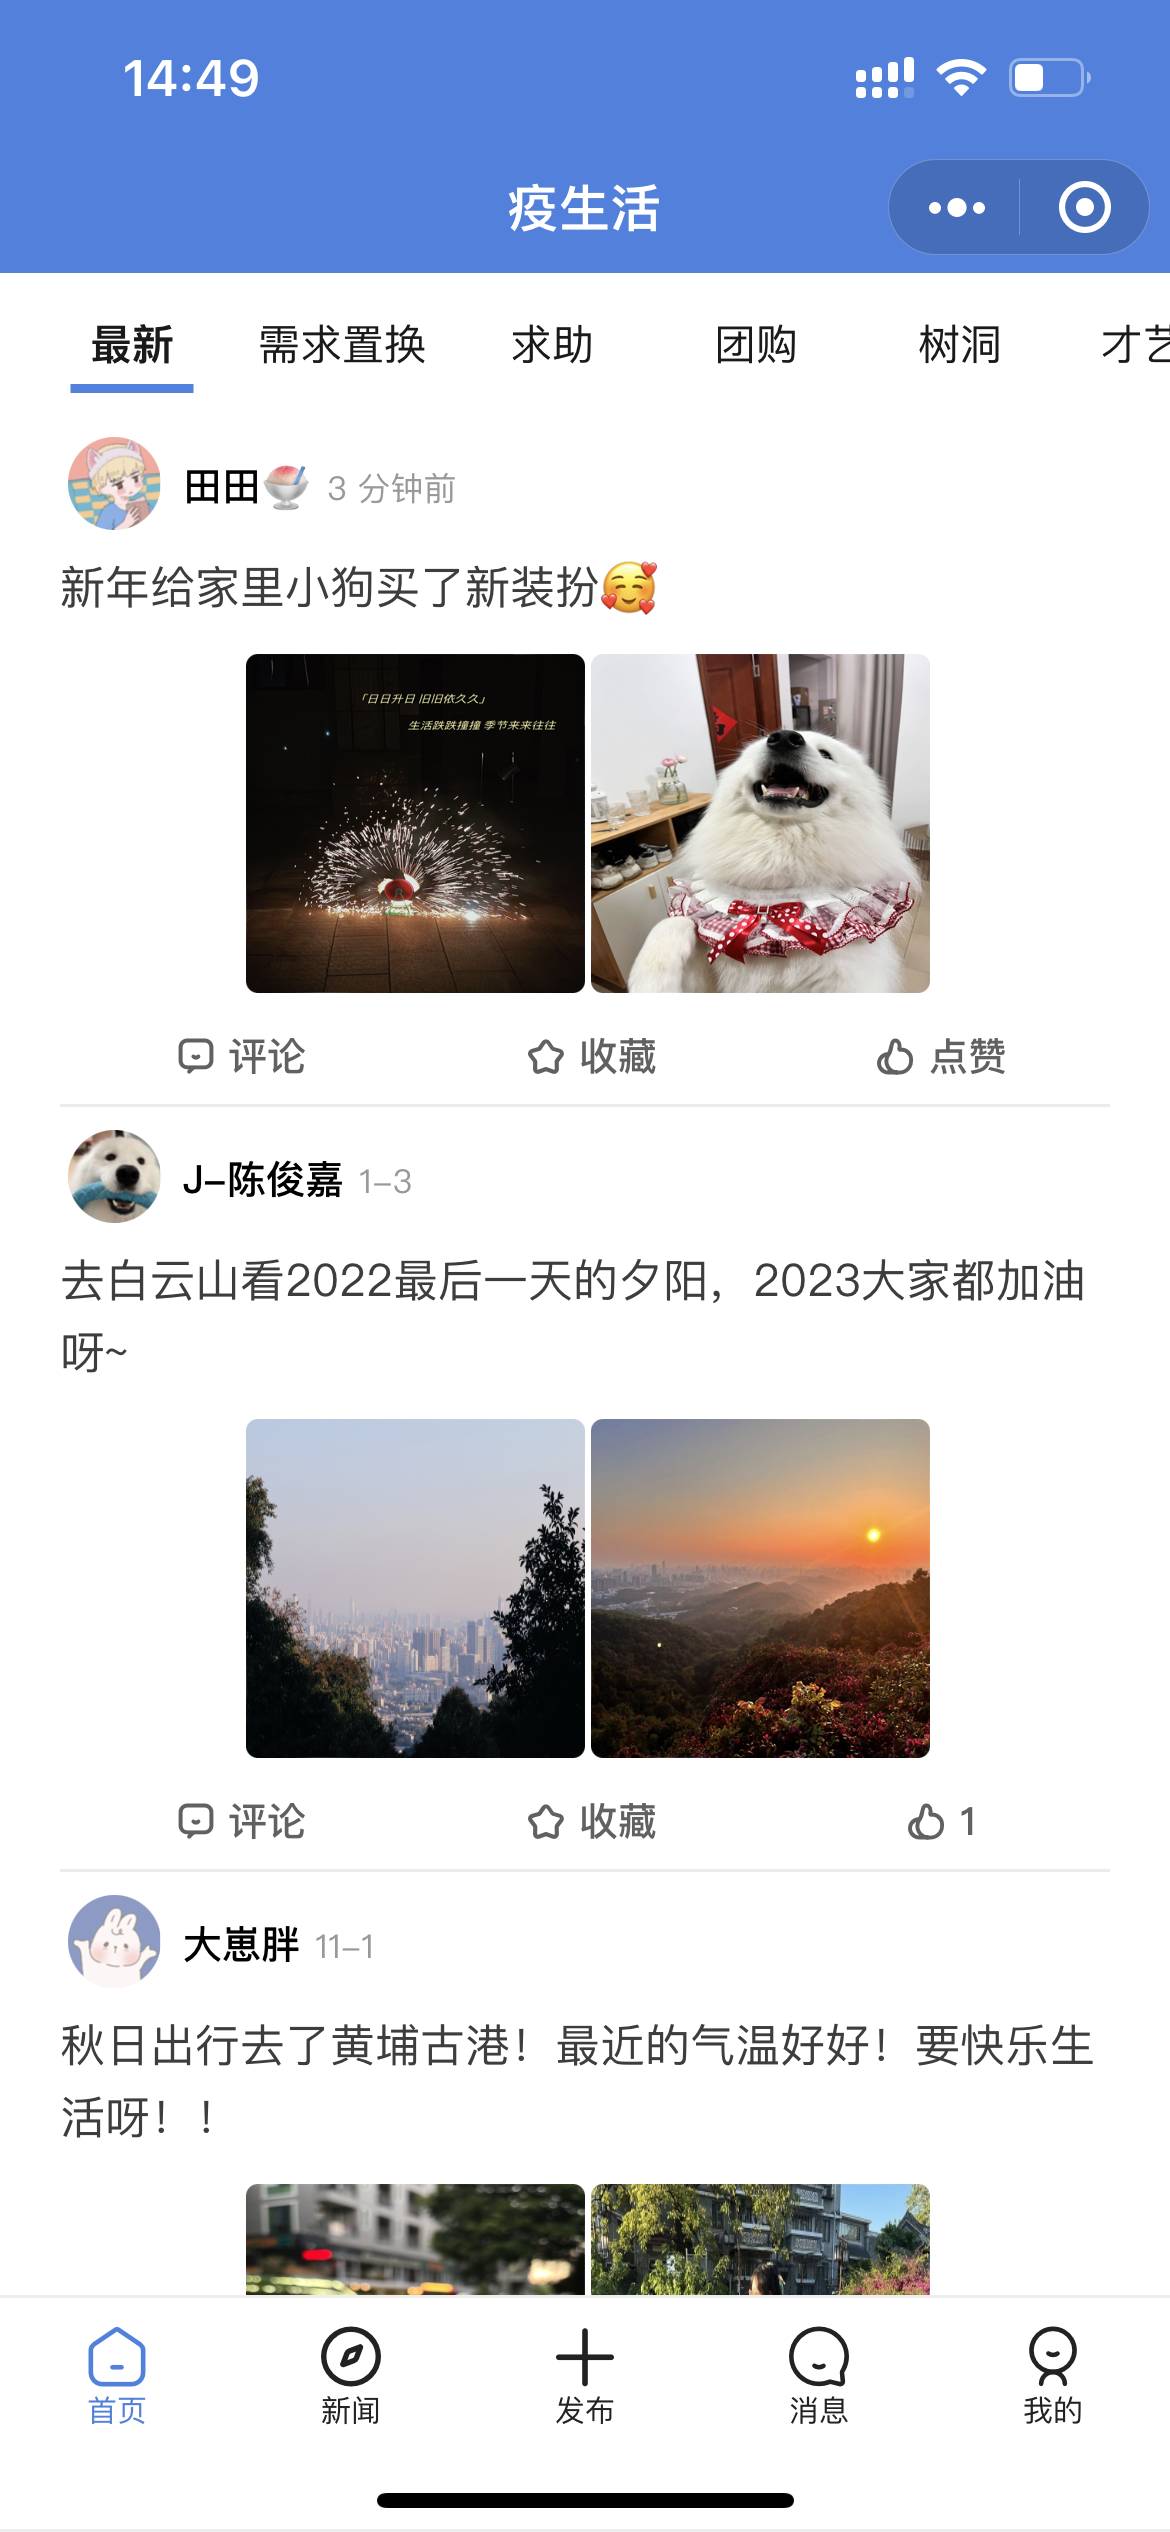 14:49
疫生活
最新 需求置换 求助 团购 树洞 才艺
田田🍧 3 分钟前
新年给家里小狗买了新装扮🥰
「日日升日 旧旧依久久」
生活跌跌撞撞 季节来来往往
评论 收藏 点赞
J-陈俊嘉 1-3
去白云山看2022最后一天的夕阳，2023大家都加油
呀~
评论 收藏 1
大崽胖 11-1
秋日出行去了黄埔古港！最近的气温好好！要快乐生
活呀！！
首页 新闻 发布 消息 我的